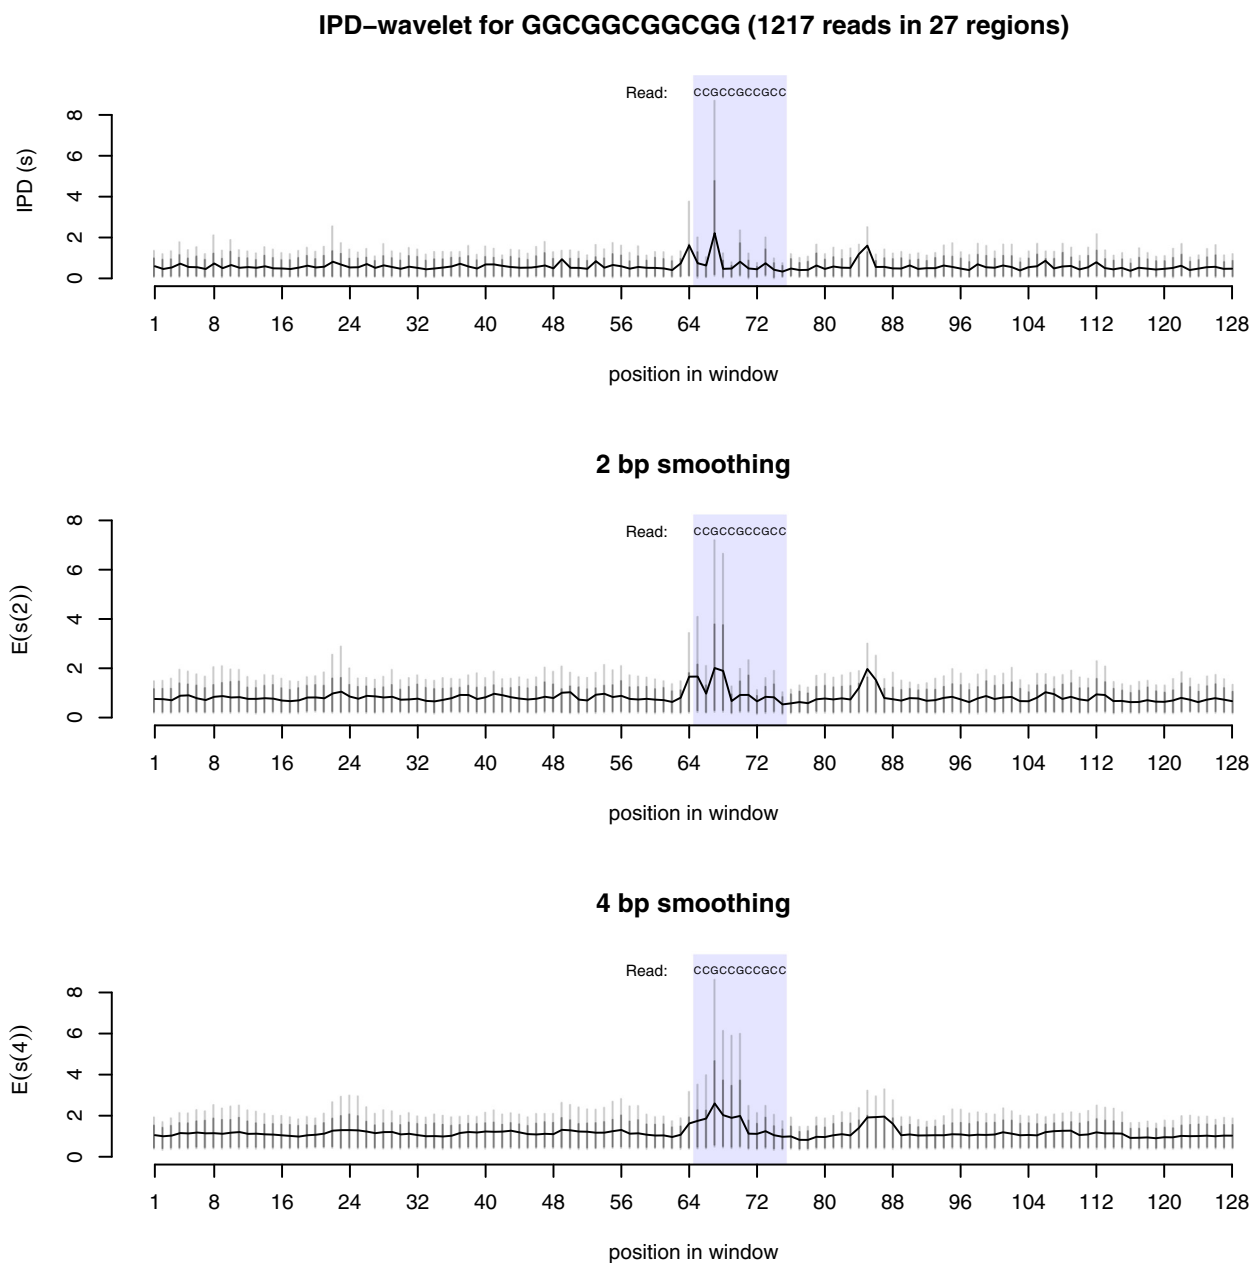 IPD−wavelet for GGCGGCGGCGG (1217 reads in 27 regions)
Read: CCGCCGCCGCC
IPD (s)
8
6
4
2
0
1 8 16 24 32 40 48 56 64 72 80 88 96 104 112 120 128
position in window
2 bp smoothing
Read: CCGCCGCCGCC
E(s(2))
8
6
4
2
0
1 8 16 24 32 40 48 56 64 72 80 88 96 104 112 120 128
position in window
4 bp smoothing
Read: CCGCCGCCGCC
E(s(4))
8
6
4
2
0
1 8 16 24 32 40 48 56 64 72 80 88 96 104 112 120 128
position in window